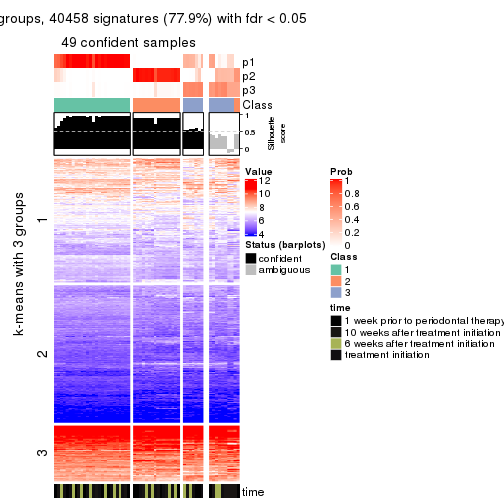 groups, 40458 signatures (77.9%) with fdr < 0.05
49 confident samples
p1
p2
p3
Class
1
0.5
0
Silhouette
score
k-means with 3 groups
1
2
3
time
Value
12
10
8
6
4
Status (barplots)
confident
ambiguous
Prob
1
0.8
0.6
0.4
0.2
0
Class
1
2
3
time
1 week prior to periodontal therapy
10 weeks after treatment initiation
6 weeks after treatment initiation
treatment initiation